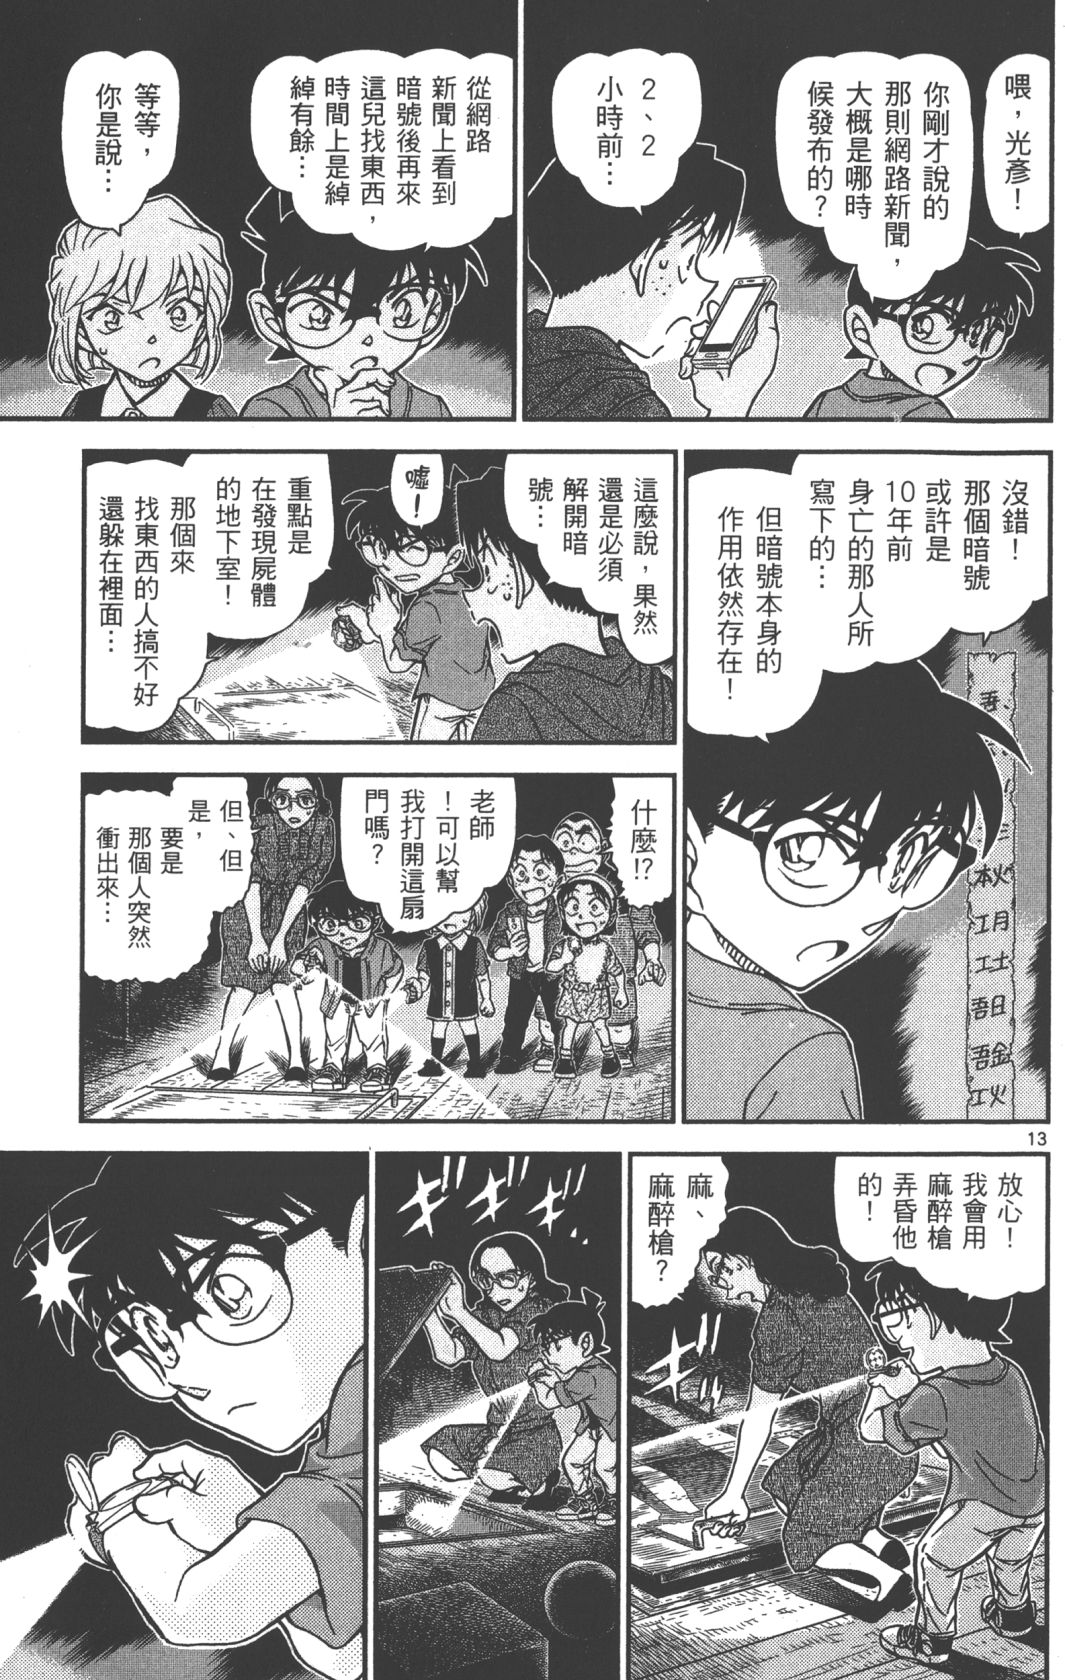 喂，光彥！
你剛才說的
那則網路新聞，
大概是哪時
候發布的？
2、2
小時前…
從網路
新聞上看到
暗號後再來
這兒找東西，
時間上是綽
綽有餘…
等等，
你是說…
沒錯！
那個暗號
或許是
10年前
身亡的那人所
寫下的…
但暗號本身的
作用依然存在！
這麼說，果然
還是必須
解開暗
號…
噓！
重點是
在發現屍體
的地下室！
那個來
找東西的人搞不好
還躲在裡面…
什麼!?
老師
！可以幫
我打開這扇
門嗎？
但、但
是，
要是
那個人突然
衝出來…
13
放心！
我會用
麻醉槍
弄昏他
的！
麻、
麻醉槍？